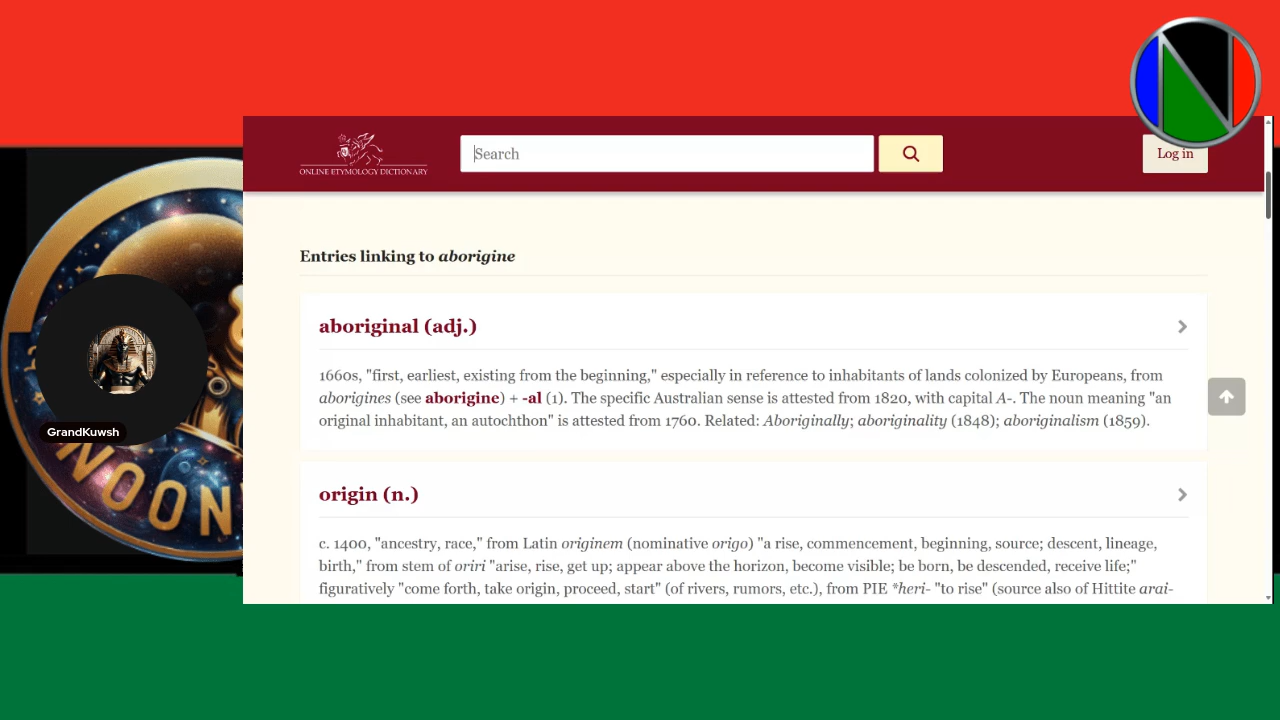 ONLINE ETYMOLOGY DICTIONARY
Search
Log in
Entries linking to aborigine
aboriginal (adj.)
1660s, "first, earliest, existing from the beginning," especially in reference to inhabitants of lands colonized by Europeans, from
aborigines (see aborigine) + -al (1). The specific Australian sense is attested from 1820, with capital A-. The noun meaning "an
original inhabitant, an autochthon" is attested from 1760. Related: Aboriginally; aboriginality (1848); aboriginalism (1859).
origin (n.)
c. 1400, "ancestry, race," from Latin originem (nominative origo) "a rise, commencement, beginning, source; descent, lineage,
birth," from stem of oriri "arise, rise, get up; appear above the horizon, become visible; be born, be descended, receive life;"
figuratively "come forth, take origin, proceed, start" (of rivers, rumors, etc.), from PIE *heri- "to rise" (source also of Hittite arai-
GrandKuwsh
NOON
N